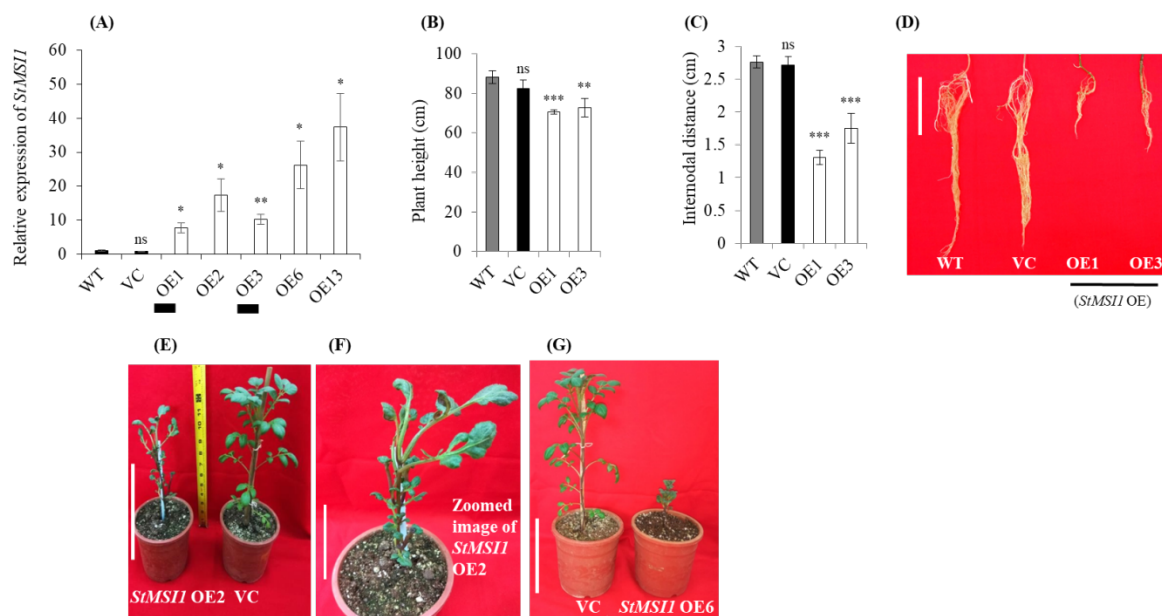 (A)
Relative expression of StMSI1
60
50
40
30
20
10
0
ns
*
*
**
*
*
WT
VC
OE1
OE2
OE3
OE6
OE13
(B)
Plant height (cm)
100
80
60
40
20
0
ns
***
**
WT
VC
OE1
OE3
(C)
Internodal distance (cm)
3
2.5
2
1.5
1
0.5
0
ns
***
***
WT
VC
OE1
OE3
(D)
WT VC OE1 OE3
(StMSI1 OE)
(E)
StMSI1 OE2 VC
(F)
Zoomed
image of
StMSI1
OE2
(G)
VC StMSI1 OE6